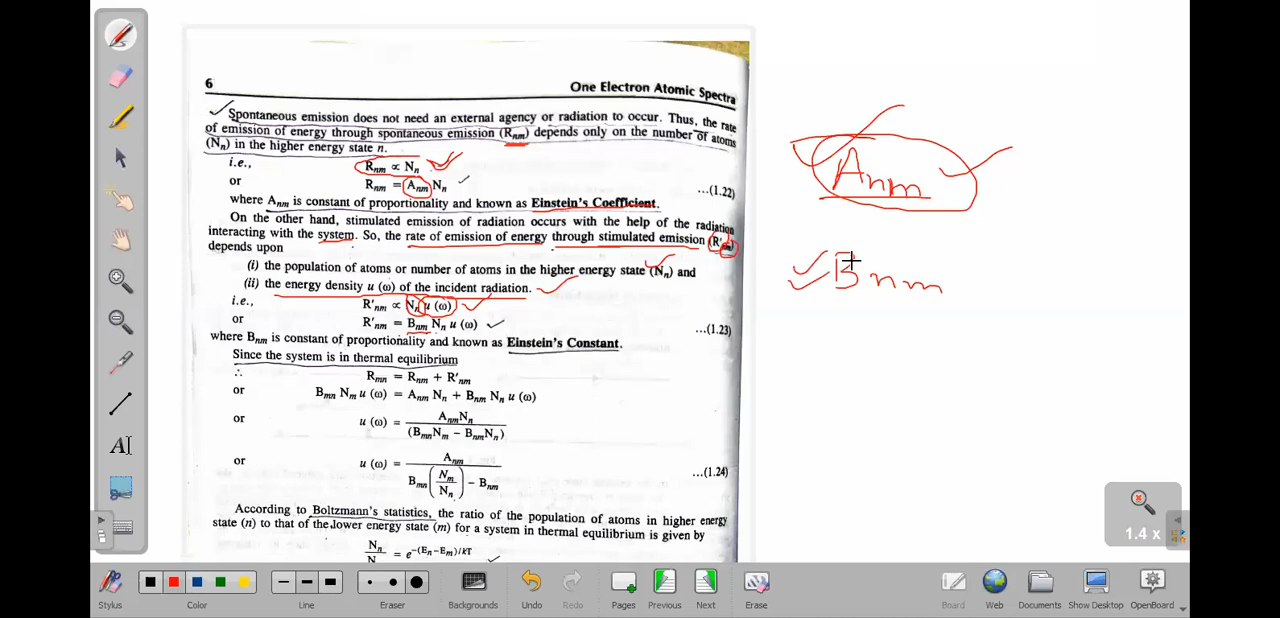 6
One Electron Atomic Spectra
Spontaneous emission does not need an external agency or radiation to occur. Thus, the rate
of emission of energy through spontaneous emission (Rnm) depends only on the number of atoms
(Nn) in the higher energy state n.
i.e., Rnm ∝ Nn
or Rnm = Anm Nn ...(1.22)
where Anm is constant of proportionality and known as Einstein's Coefficient.
On the other hand, stimulated emission of radiation occurs with the help of the radiation
interacting with the system. So, the rate of emission of energy through stimulated emission (R'
depends upon
(i) the population of atoms or number of atoms in the higher energy state (Nn) and
(ii) the energy density u (ω) of the incident radiation.
i.e., R'nm ∝ Nn u (ω)
or R'nm = Bnm Nn u (ω) ...(1.23)
where Bnm is constant of proportionality and known as Einstein's Constant.
Since the system is in thermal equilibrium
∴ Rmn = Rnm + R'nm
or Bmn Nm u (ω) = Anm Nn + Bnm Nn u (ω)
or u (ω) = AnmNn / (BmnNm − BnmNn)
or u (ω) = Anm / Bmn (Nm / Nn) − Bnm ...(1.24)
According to Boltzmann's statistics, the ratio of the population of atoms in higher energy
state (n) to that of the lower energy state (m) for a system in thermal equilibrium is given by
Nn / N = e−(En−Em)/kT
Anm
Bnm
1.4 x
Stylus
Color
Line
Eraser
Backgrounds
Undo
Redo
Pages
Previous
Next
Erase
Board
Web
Documents
Show Desktop
OpenBoard